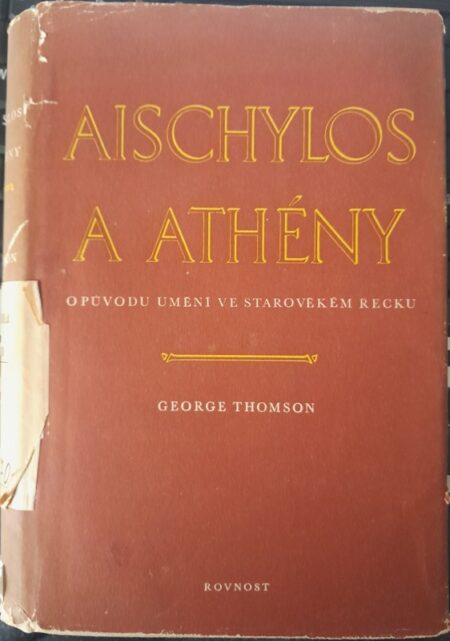 AISCHYLOS
A ATHÉNY
O PŮVODU UMĚNÍ VE STAROVĚKÉM ŘECKU
GEORGE THOMSON
ROVNOST